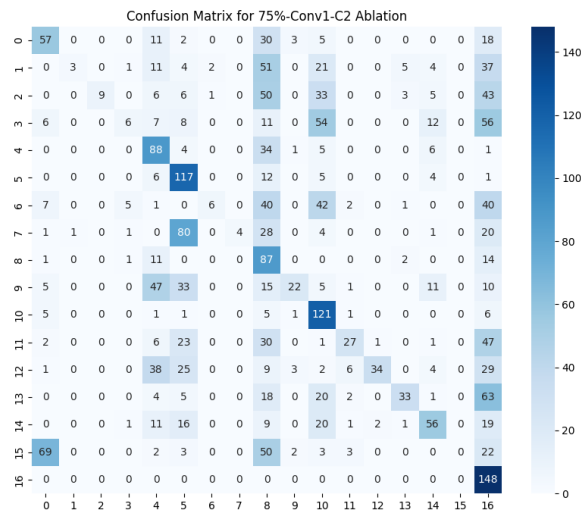 Confusion Matrix for 75%-Conv1-C2 Ablation
0 57 0 0 0 11 2 0 0 30 3 5 0 0 0 0 0 18
1 0 3 0 1 11 4 2 0 51 0 21 0 0 5 4 0 37
2 0 0 9 0 6 6 1 0 50 0 33 0 0 3 5 0 43
3 6 0 0 6 7 8 0 0 11 0 54 0 0 0 12 0 56
4 0 0 0 0 88 4 0 0 34 1 5 0 0 0 6 0 1
5 0 0 0 0 6 117 0 0 12 0 5 0 0 0 4 0 1
6 7 0 0 5 1 0 6 0 40 0 42 2 0 1 0 0 40
7 1 1 0 1 0 80 0 4 28 0 4 0 0 0 1 0 20
8 1 0 0 1 11 0 0 0 87 0 0 0 0 2 0 0 14
9 5 0 0 0 47 33 0 0 15 22 5 1 0 0 11 0 10
10 5 0 0 0 1 1 0 0 5 1 121 1 0 0 0 0 6
11 2 0 0 0 6 23 0 0 30 0 1 27 1 0 1 0 47
12 1 0 0 0 38 25 0 0 9 3 2 6 34 0 4 0 29
13 0 0 0 0 4 5 0 0 18 0 20 2 0 33 1 0 63
14 0 0 0 1 11 16 0 0 9 0 20 1 2 1 56 0 19
15 69 0 0 0 2 3 0 0 50 2 3 3 0 0 0 0 22
16 0 0 0 0 0 0 0 0 0 0 0 0 0 0 0 0 148
0 1 2 3 4 5 6 7 8 9 10 11 12 13 14 15 16
140
120
100
80
60
40
20
0